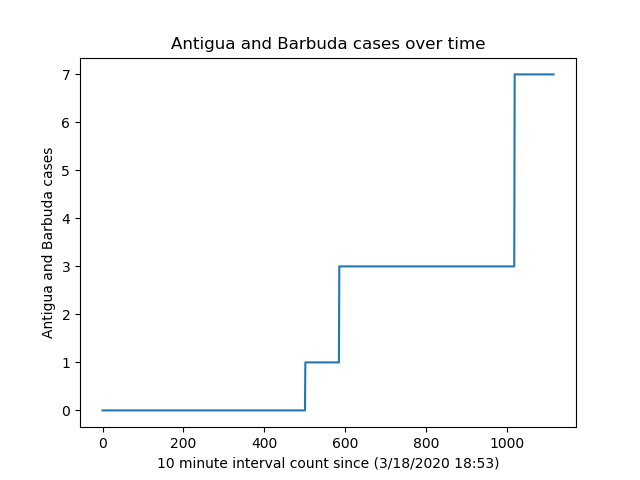 Antigua and Barbuda cases over time
Antigua and Barbuda cases
7
6
5
4
3
2
1
0
0 200 400 600 800 1000
10 minute interval count since (3/18/2020 18:53)